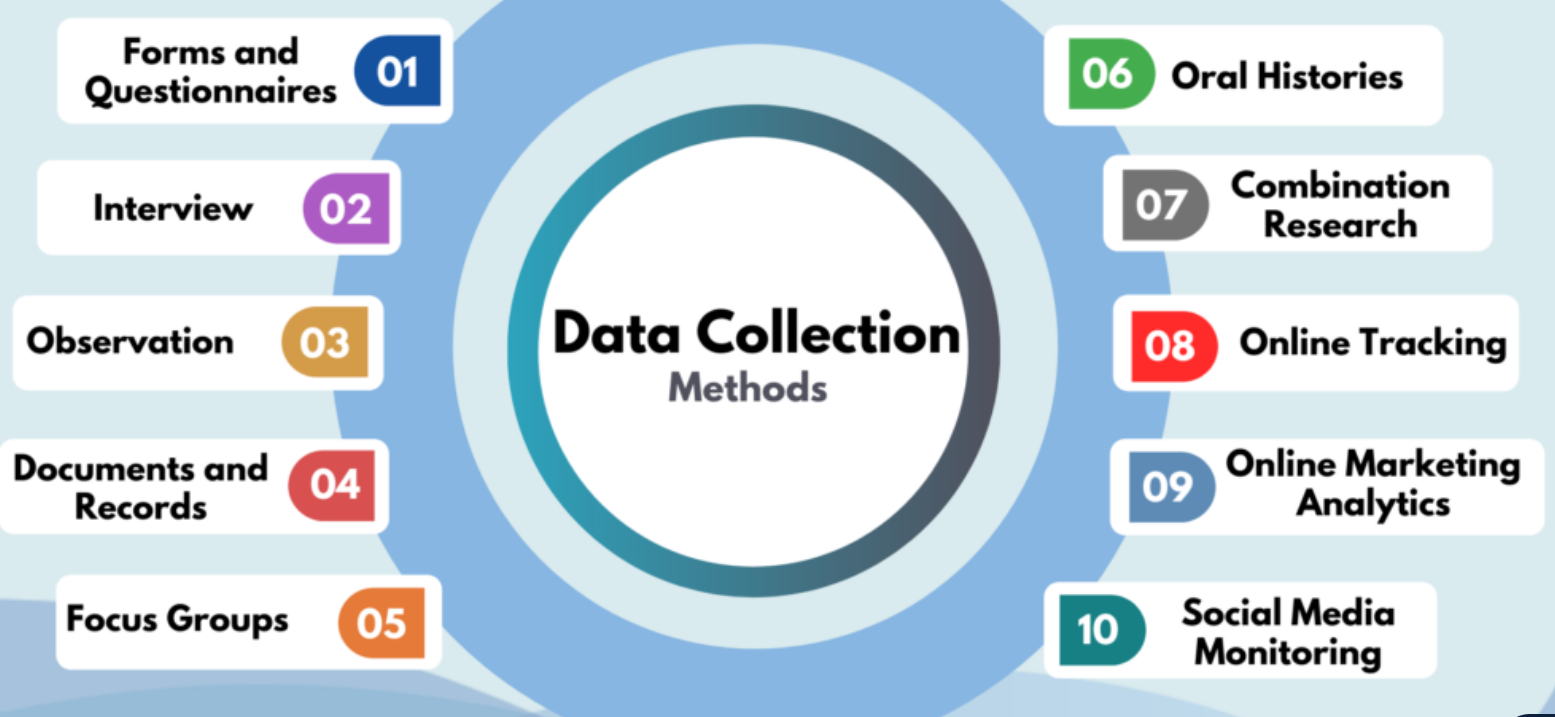 Forms and
Questionnaires
01
Interview
02
Observation
03
Documents and
Records
04
Focus Groups
05
Data Collection
Methods
06
Oral Histories
07
Combination
Research
08
Online Tracking
09
Online Marketing
Analytics
10
Social Media
Monitoring